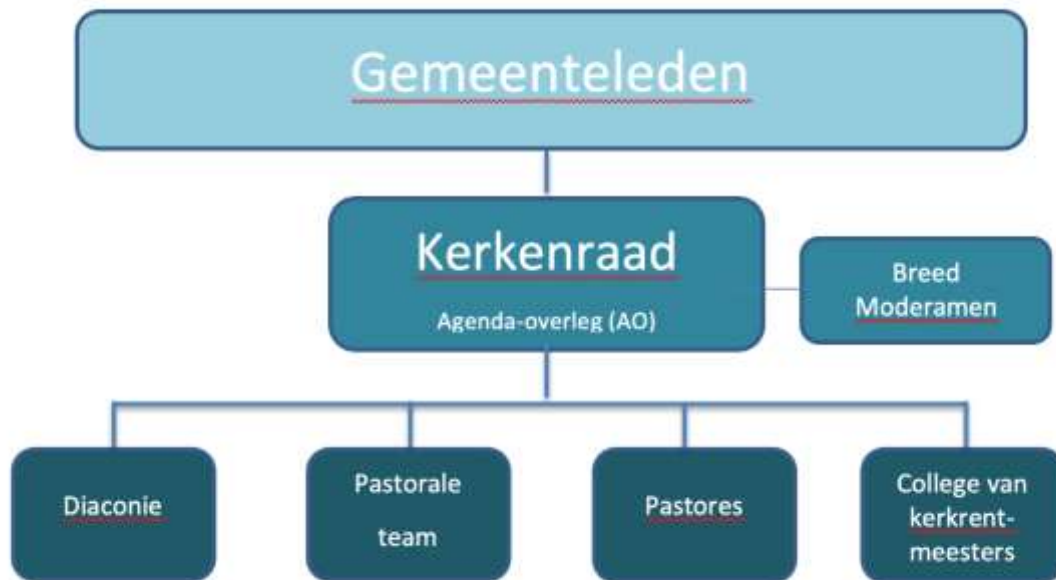 Gemeenteleden
Kerkenraad
Agenda-overleg (AO)
Breed
Moderamen
Diaconie
Pastorale
team
Pastores
College van
kerkrent-
meesters